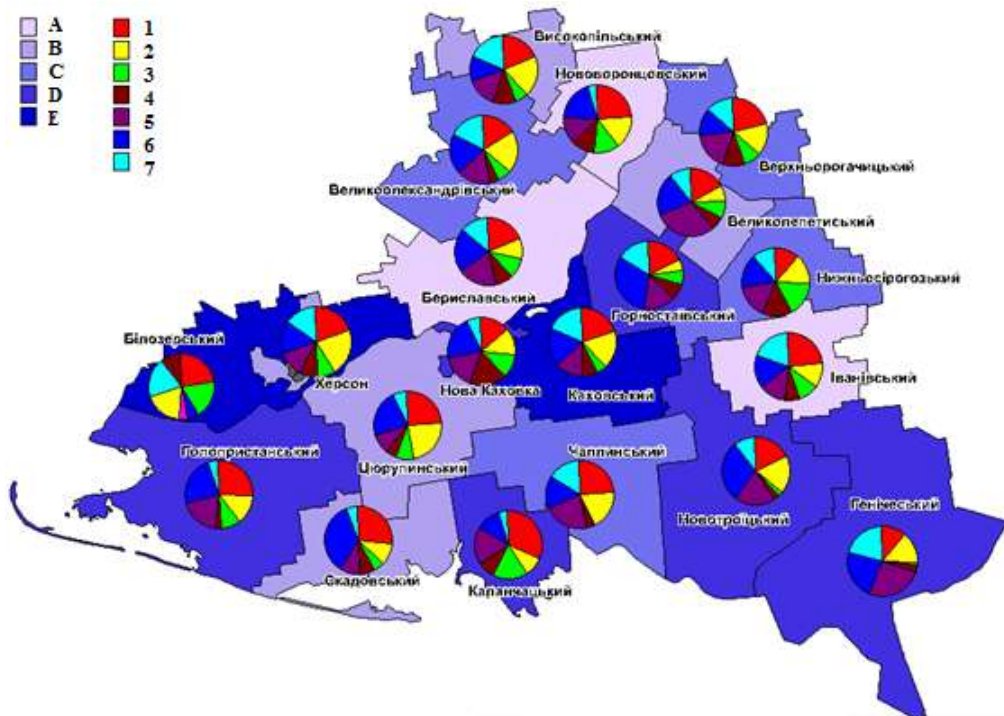 A
B
C
D
E
1
2
3
4
5
6
7
Високопільський
Нововоронцовський
Верхньорогачицький
Великоолександрівський
Великолепетиський
Бериславський
Горностаївський
Нижньосірогозький
Білозерський
Херсон
Нова Каховка
Каховський
Іванівський
Голопристанський
Цюрупинський
Чаплинський
Новотроїцький
Генічеський
Скадовський
Каланчацький